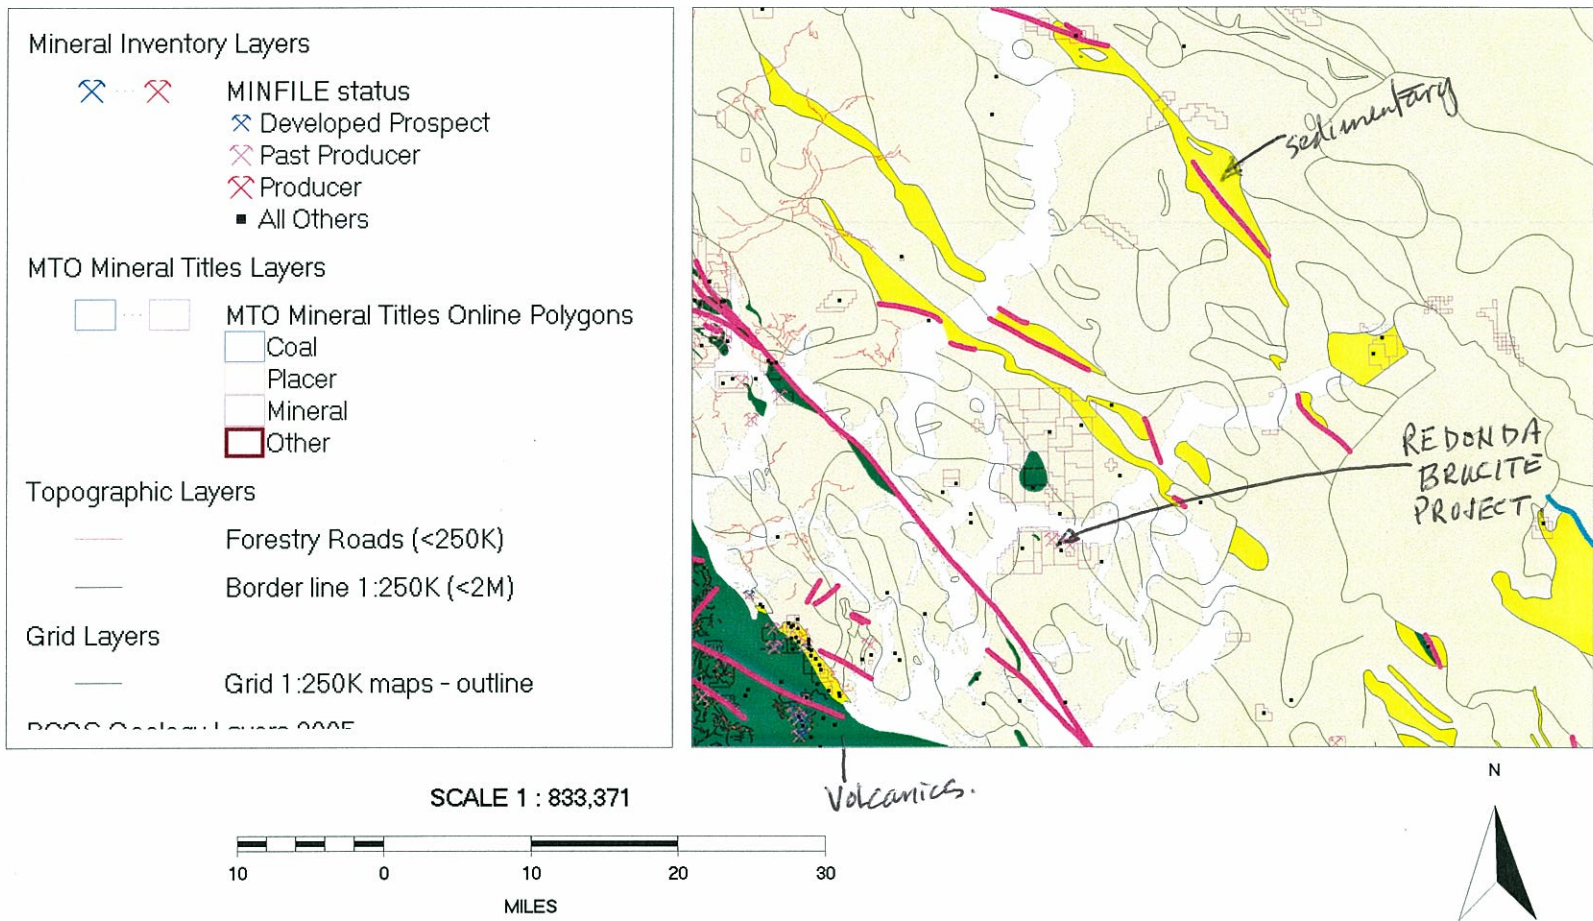 Mineral Inventory Layers
MINFILE status
Developed Prospect
Past Producer
Producer
All Others
MTO Mineral Titles Layers
MTO Mineral Titles Online Polygons
Coal
Placer
Mineral
Other
Topographic Layers
Forestry Roads (<250K)
Border line 1:250K (<2M)
Grid Layers
Grid 1:250K maps - outline
sedimentary
REDONDA
BRUCITE
PROJECT
Volcanics.
N
SCALE 1 : 833,371
10 0 10 20 30
MILES